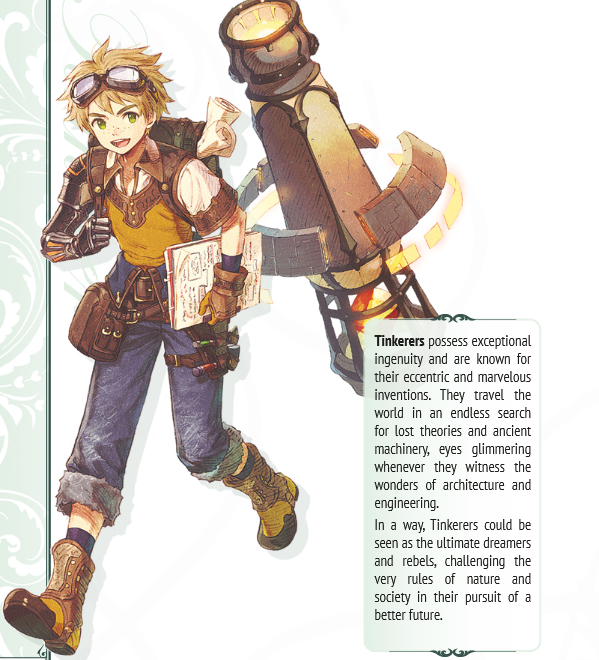 Tinkerers possess exceptional
ingenuity and are known for
their eccentric and marvelous
inventions. They travel the
world in an endless search
for lost theories and ancient
machinery, eyes glimmering
whenever they witness the
wonders of architecture and
engineering.
In a way, Tinkerers could be
seen as the ultimate dreamers
and rebels, challenging the
very rules of nature and
society in their pursuit of a
better future.